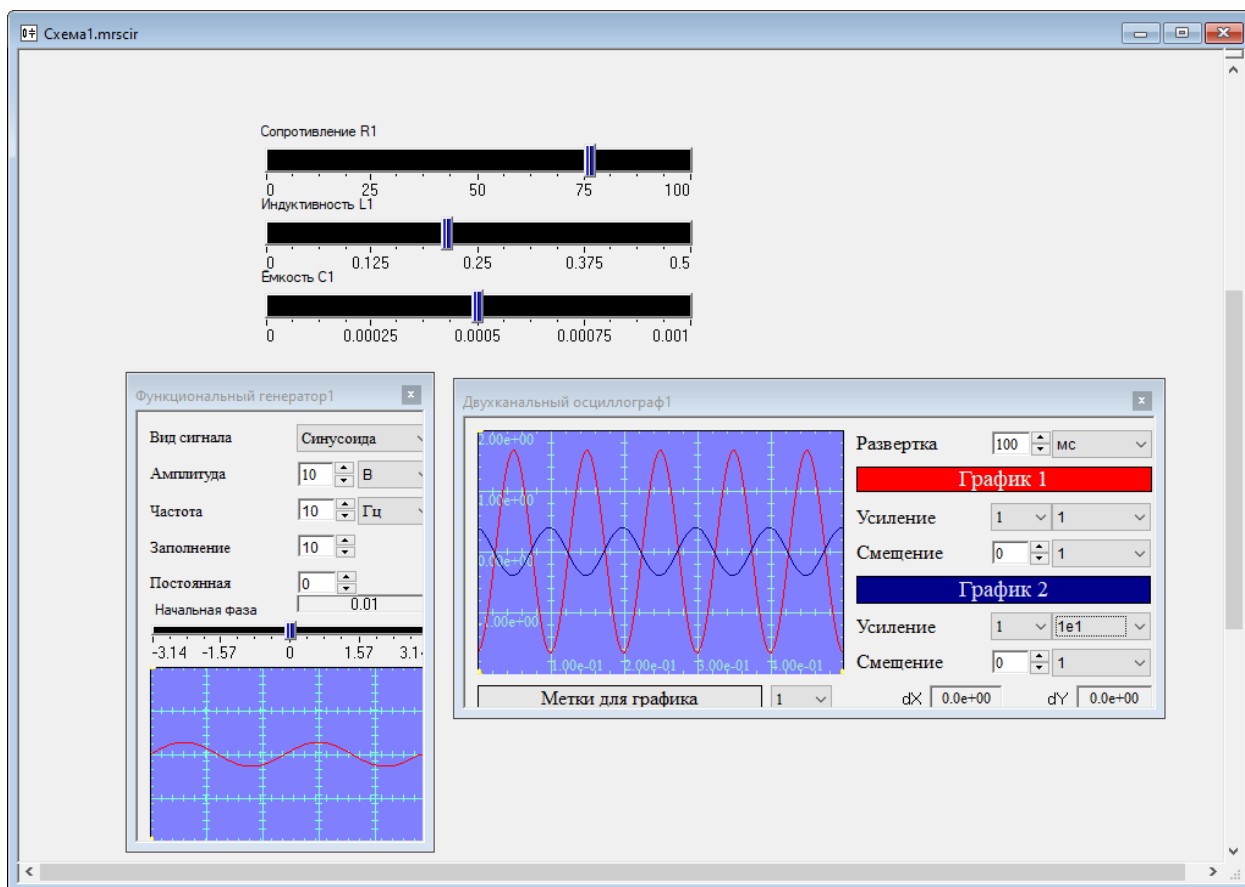 Схема1.mrscir
Сопротивление R1
0 25 50 75 100
Индуктивность L1
0 0.125 0.25 0.375 0.5
Емкость C1
0 0.00025 0.0005 0.00075 0.001
Функциональный генератор1
Вид сигнала Синусоида
Амплитуда 10 В
Частота 10 Гц
Заполнение 10
Постоянная 0
Начальная фаза 0.01
-3.14 -1.57 0 1.57 3.1
Двухканальный осциллограф1
2.00e+00
1.00e+00
0.00e+00
-1.00e+00
1.00e-01 2.00e-01 3.00e-01 4.00e-01
Метки для графика 1
Развертка 100 мс
График 1
Усиление 1 1
Смещение 0 1
График 2
Усиление 1 1e1
Смещение 0 1
dX 0.0e+00 dY 0.0e+00